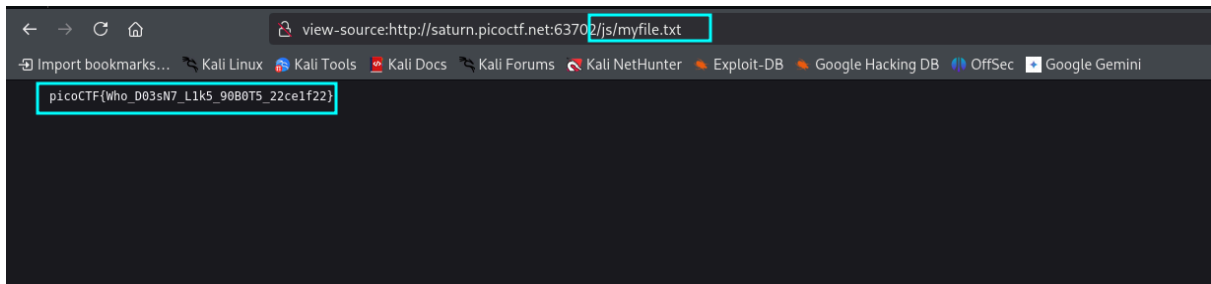 view-source:http://saturn.picoctf.net:63702/js/myfile.txt
Import bookmarks... Kali Linux Kali Tools Kali Docs Kali Forums Kali NetHunter Exploit-DB Google Hacking DB OffSec Google Gemini
picoCTF{Who_D03sN7_L1k5_90B0T5_22ce1f22}